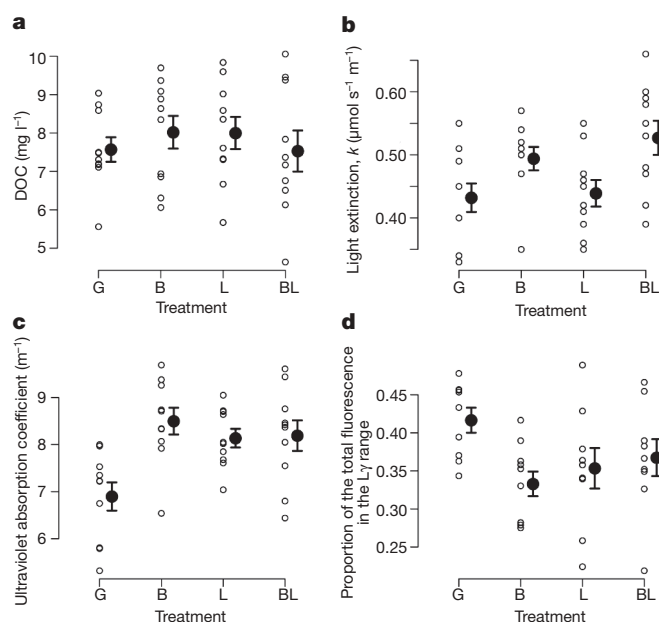 a
DOC (mg l⁻¹)
10
9
8
7
6
5
G B L BL
Treatment
b
Light extinction, k (µmol s⁻¹ m⁻¹)
0.60
0.50
0.40
G B L BL
Treatment
c
Ultraviolet absorption coefficient (m⁻¹)
9
8
7
6
G B L BL
Treatment
d
Proportion of the total fluorescence
in the Lγ range
0.45
0.40
0.35
0.30
0.25
G B L BL
Treatment